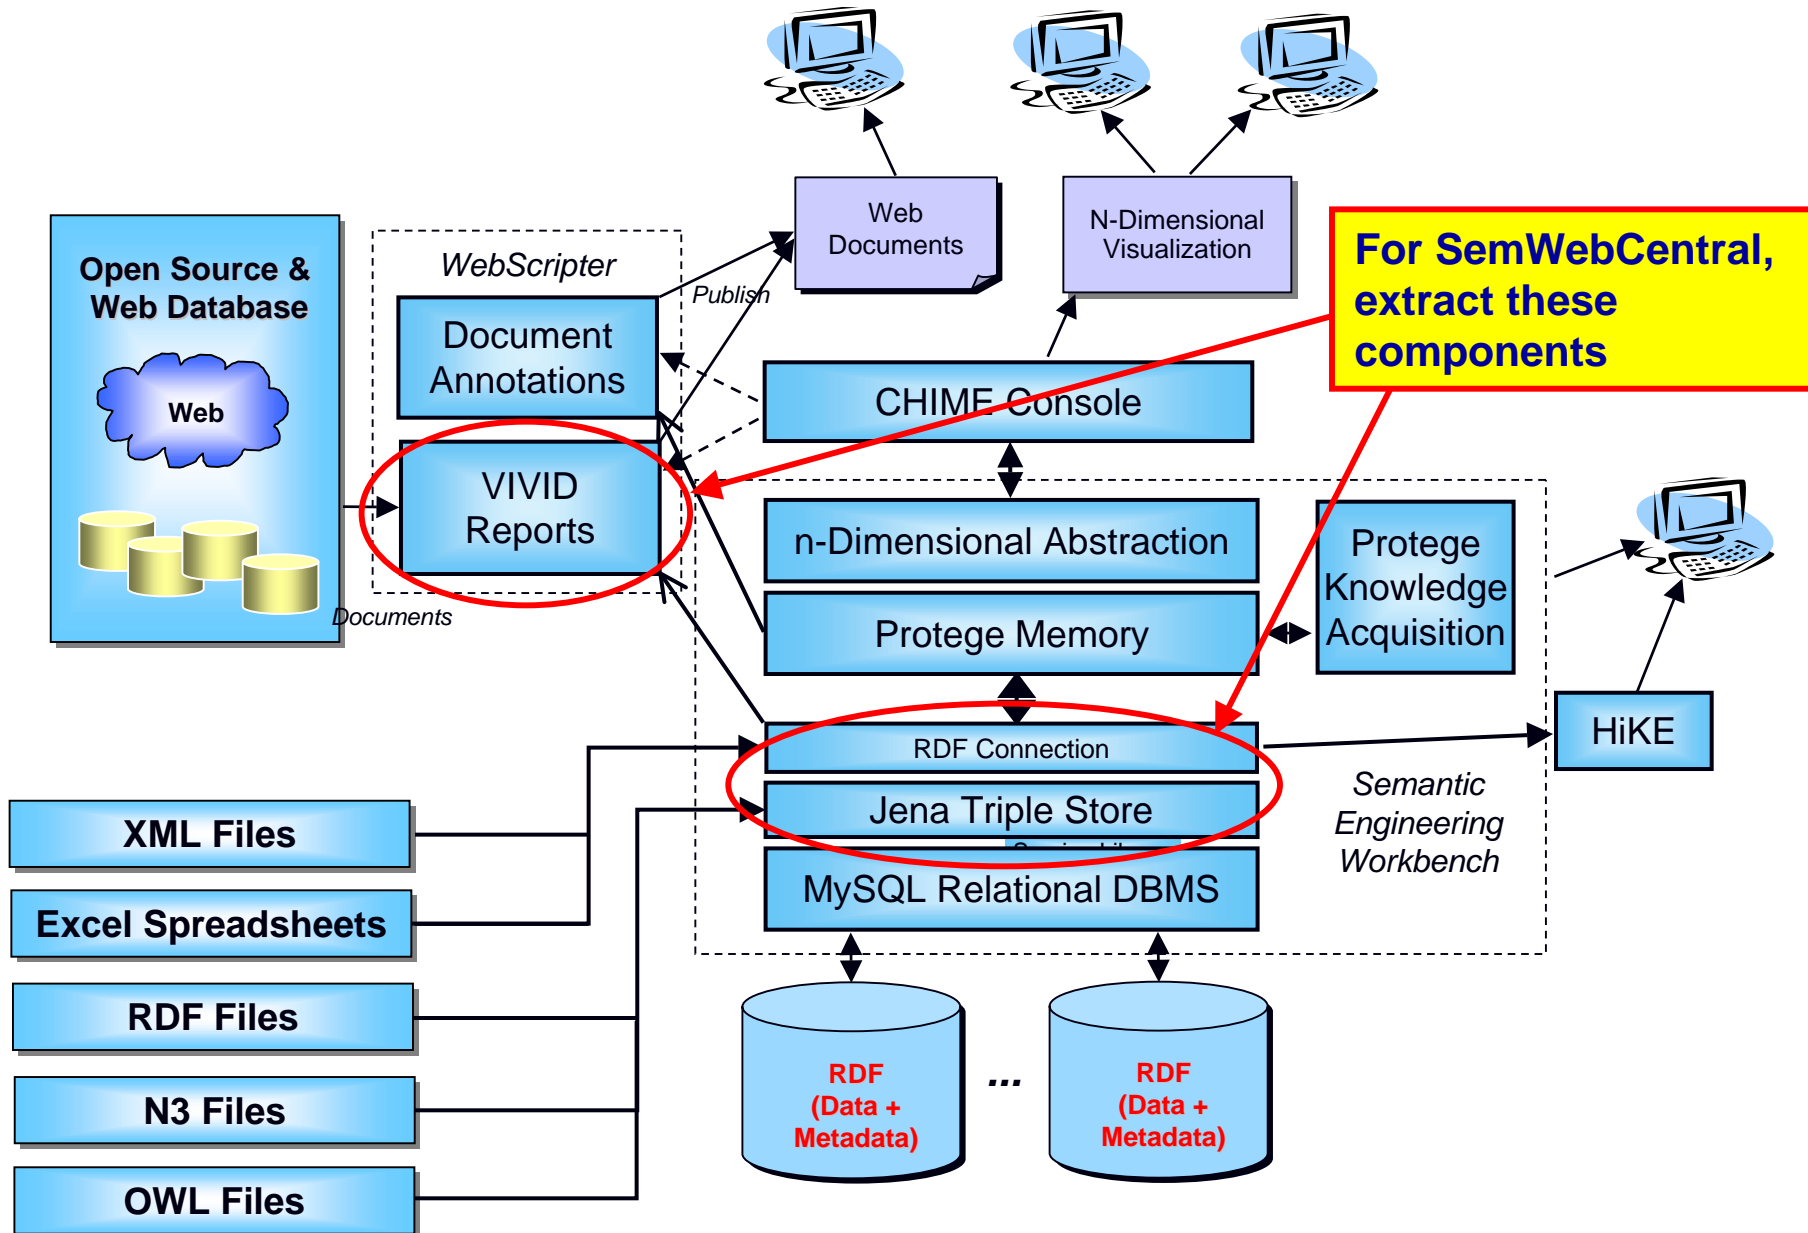 Web
Documents
N-Dimensional
Visualization
For SemWebCentral,
extract these
components
Open Source &
Web Database
Web
Documents
WebScripter
Publish
Document
Annotations
VIVID
Reports
CHIME Console
n-Dimensional Abstraction
Protege Memory
Protege
Knowledge
Acquisition
RDF Connection
Jena Triple Store
MySQL Relational DBMS
HiKE
Semantic
Engineering
Workbench
XML Files
Excel Spreadsheets
RDF Files
N3 Files
OWL Files
RDF
(Data +
Metadata)
...
RDF
(Data +
Metadata)